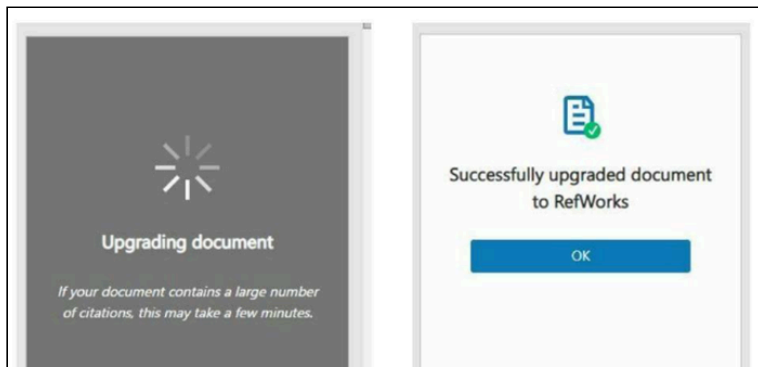 Upgrading document
If your document contains a large number
of citations, this may take a few minutes.
Successfully upgraded document
to RefWorks
OK